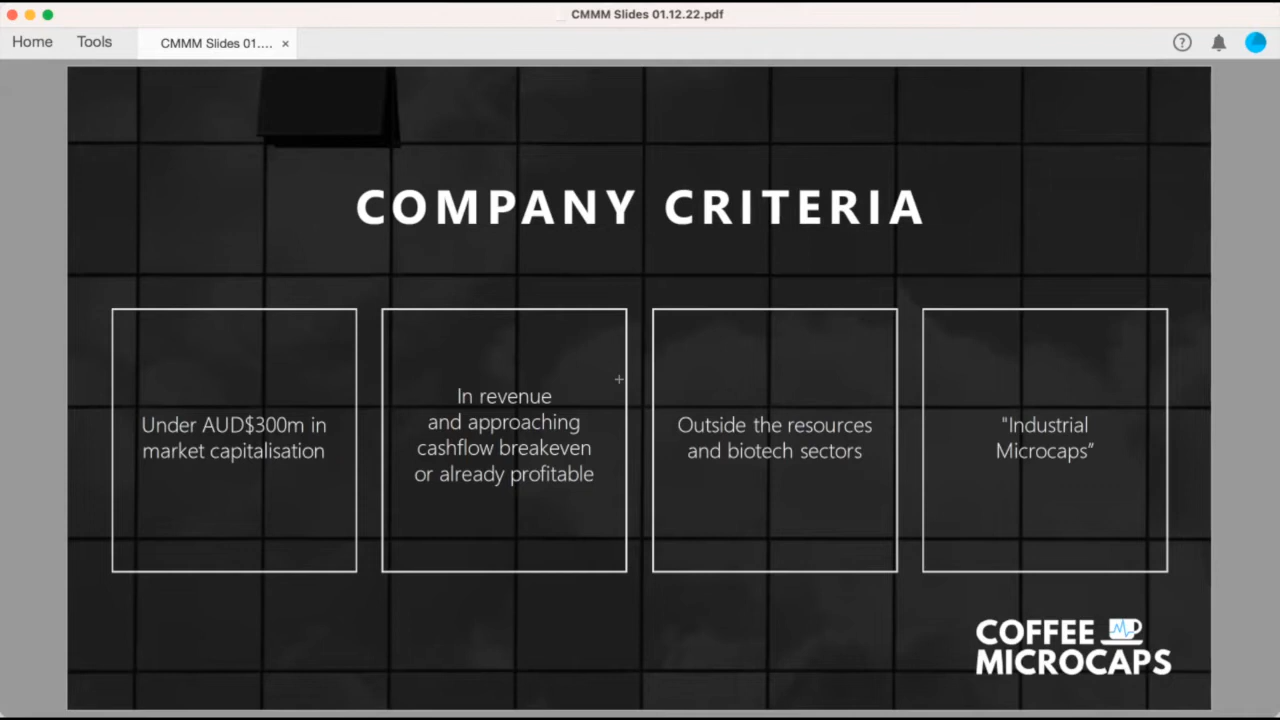 CMMM Slides 01.12.22.pdf
Home Tools CMMM Slides 01.... ×
COMPANY CRITERIA
Under AUD$300m in
market capitalisation
In revenue
and approaching
cashflow breakeven
or already profitable
Outside the resources
and biotech sectors
"Industrial
Microcaps”
COFFEE
MICROCAPS